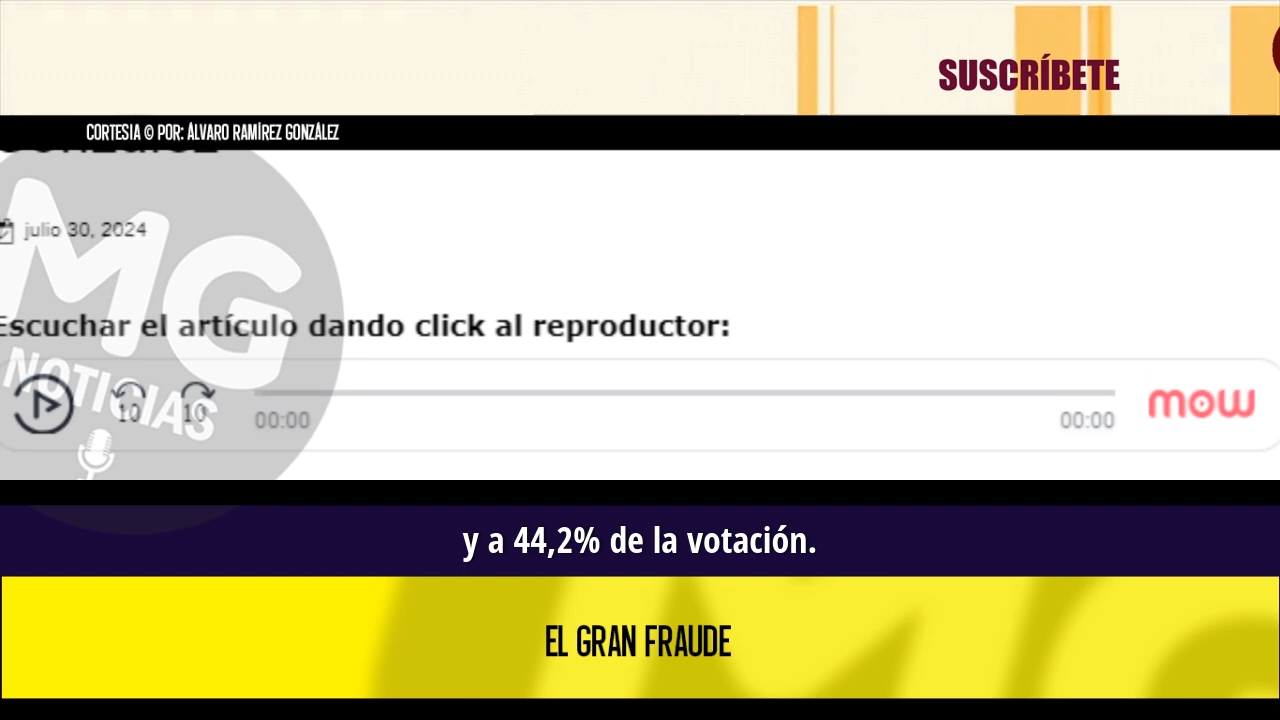 SUSCRÍBETE
CORTESIA © POR: ÁLVARO RAMÍREZ GONZÁLEZ
julio 30, 2024
Escuchar el artículo dando click al reproductor:
MG
NOTICIAS
10
10
00:00
00:00
mow
y a 44,2% de la votación.
EL GRAN FRAUDE